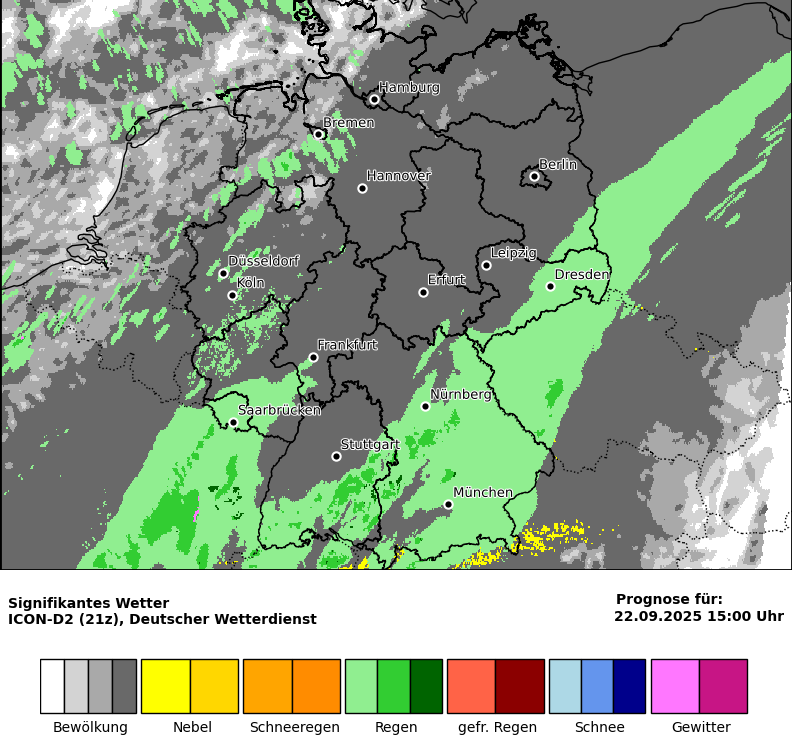 Hamburg
Bremen
Hannover
Berlin
Düsseldorf
Köln
Leipzig
Erfurt
Dresden
Frankfurt
Nürnberg
Saarbrücken
Stuttgart
München
Signifikantes Wetter
ICON-D2 (21z), Deutscher Wetterdienst
Prognose für:
22.09.2025 15:00 Uhr
Bewölkung
Nebel
Schneeregen
Regen
gefr. Regen
Schnee
Gewitter